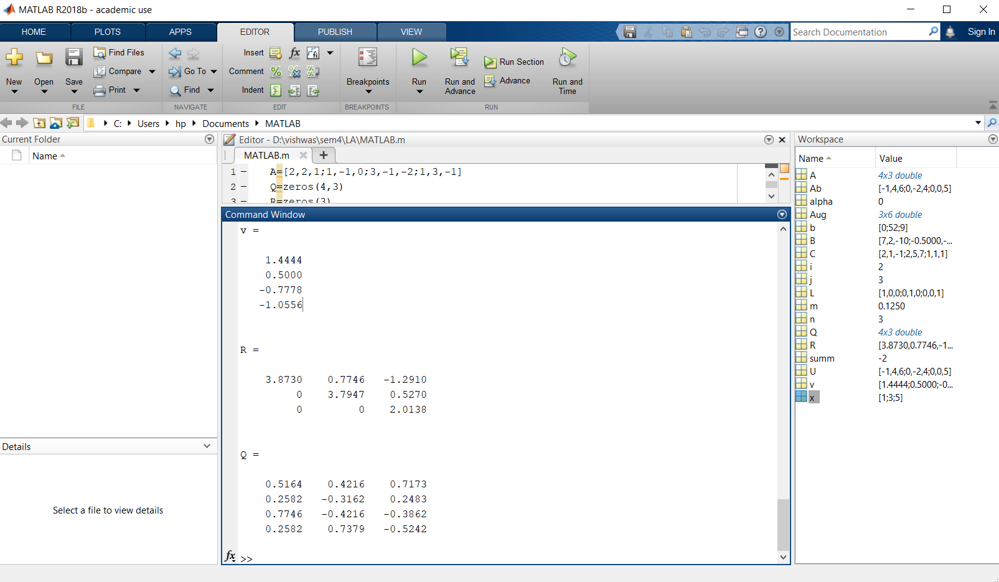 MATLAB R2018b - academic use
HOME PLOTS APPS EDITOR PUBLISH VIEW
Search Documentation
Sign In
New
Open
Save
Find Files
Compare
Print
FILE
Go To
Find
NAVIGATE
Insert
Comment
Indent
EDIT
Breakpoints
BREAKPOINTS
Run
Run and Advance
Run Section
Advance
Run and Time
RUN
C: Users hp Documents MATLAB
Current Folder
Name
Details
Select a file to view details
Editor - D:\vishwas\sem4\LA\MATLAB.m
MATLAB.m
1 – A=[2,2,1;1,-1,0;3,-1,-2;1,3,-1]
2 – Q=zeros(4,3)
3 – R=zeros(3)
Command Window
v =
1.4444
0.5000
-0.7778
-1.0556
R =
3.8730 0.7746 -1.2910
0 3.7947 0.5270
0 0 2.0138
Q =
0.5164 0.4216 0.7173
0.2582 -0.3162 0.2483
0.7746 -0.4216 -0.3862
0.2582 0.7379 -0.5242
fx >>
Workspace
Name Value
A 4x3 double
Ab [-1,4,6;0,-2,4;0,0,5]
alpha 0
Aug 3x6 double
b [0;52;9]
B [7,2,-10;-0.5000,-...
C [2,1,-1;2,5,7;1,1,1]
i 2
j 3
L [1,0,0;0,1,0;0,0,1]
m 0.1250
n 3
Q 4x3 double
R [3.8730,0.7746,-1...
summ -2
U [-1,4,6;0,-2,4;0,0,5]
v [1.4444;0.5000;-0...
x [1;3;5]